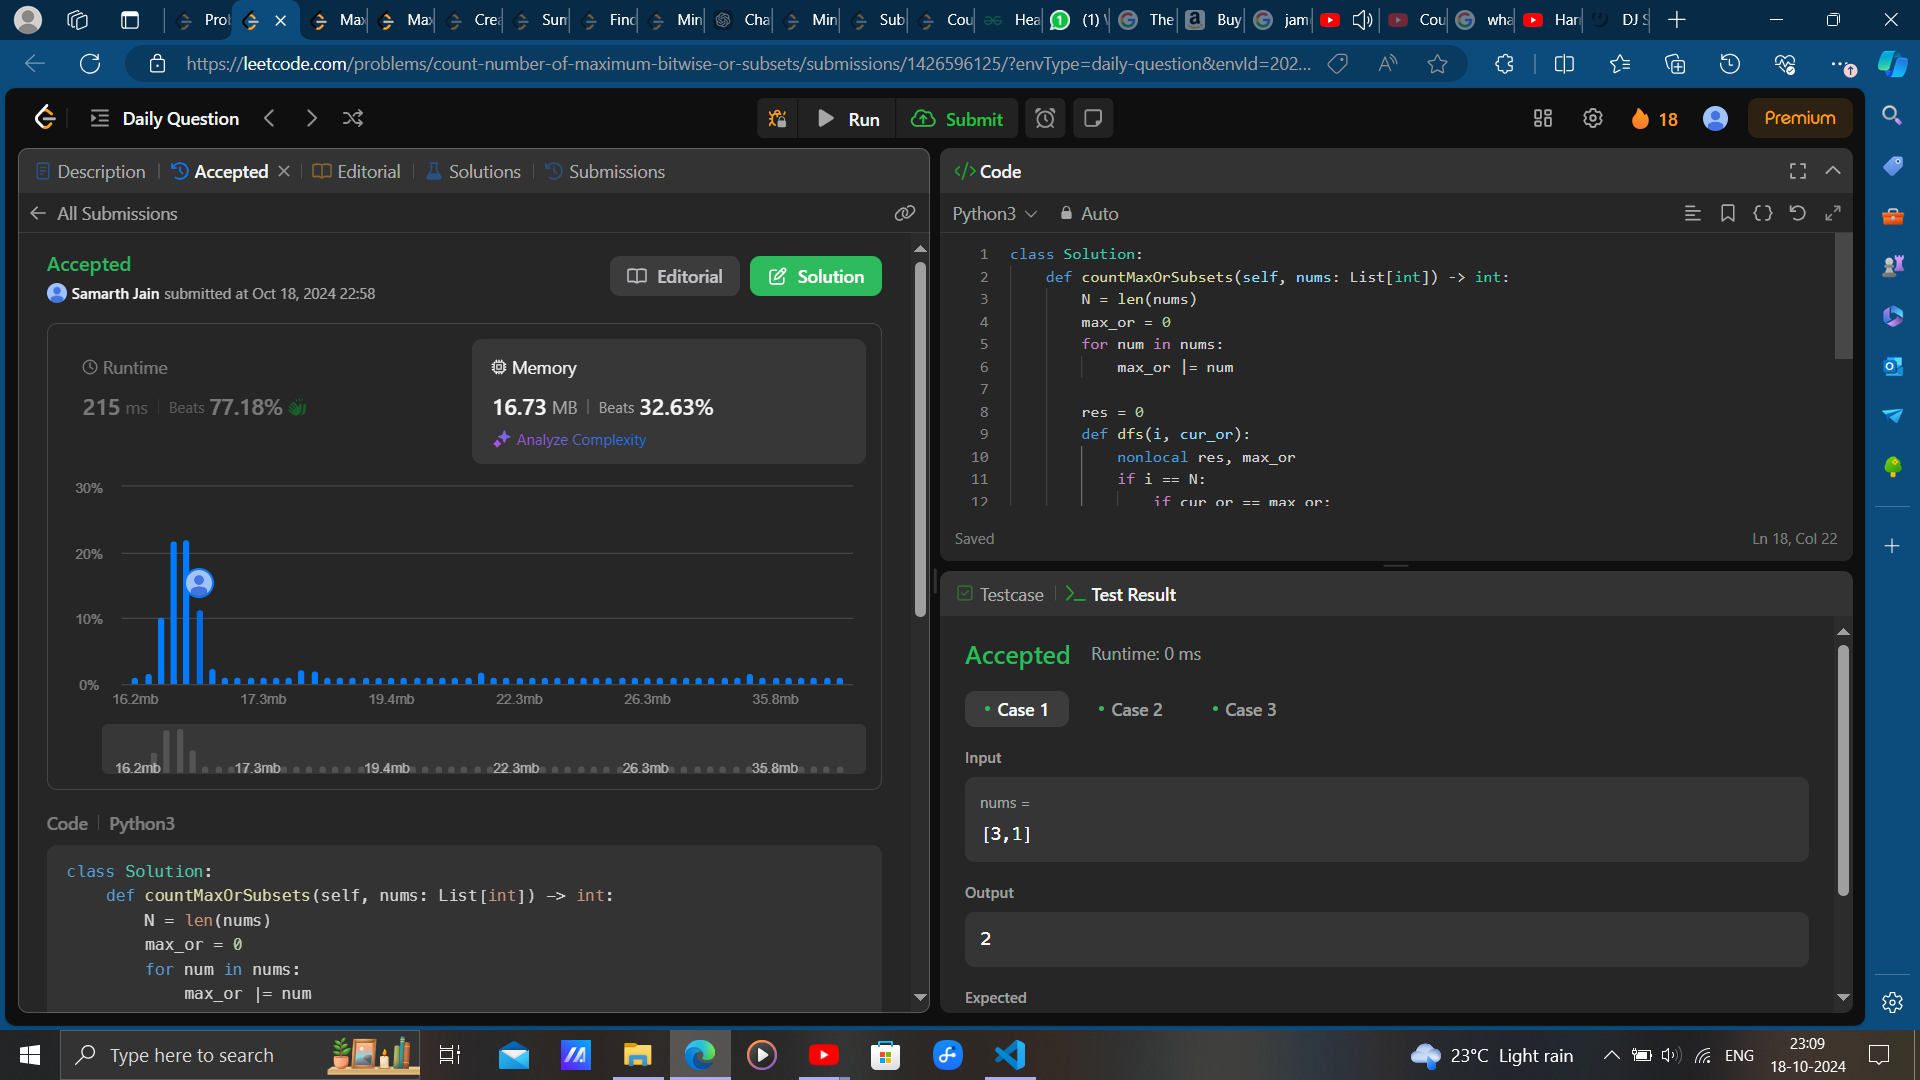 Prob
Max
Max
Crea
Sum
Find
Min
Cha
Min
Sub
Cou
Hea
(1) W
The
Buy
jam
Cou
wha
Har
DJ S
https://leetcode.com/problems/count-number-of-maximum-bitwise-or-subsets/submissions/1426596125/?envType=daily-question&envId=202...
Daily Question
Run
Submit
18
Premium
Description
Accepted
Editorial
Solutions
Submissions
All Submissions
Accepted
Samarth Jain submitted at Oct 18, 2024 22:58
Editorial
Solution
Runtime
215 ms
Beats 77.18%
Memory
16.73 MB
Beats 32.63%
Analyze Complexity
30%
20%
10%
0%
16.2mb 17.3mb 19.4mb 22.3mb 26.3mb 35.8mb
16.2mb 17.3mb 19.4mb 22.3mb 26.3mb 35.8mb
Code
Python3
class Solution:
def countMaxOrSubsets(self, nums: List[int]) -> int:
N = len(nums)
max_or = 0
for num in nums:
max_or |= num
</> Code
Python3
Auto
1 class Solution:
2 def countMaxOrSubsets(self, nums: List[int]) -> int:
3 N = len(nums)
4 max_or = 0
5 for num in nums:
6 max_or |= num
7
8 res = 0
9 def dfs(i, cur_or):
10 nonlocal res, max_or
11 if i == N:
12 if cur_or == max_or:
Saved
Ln 18, Col 22
Testcase
Test Result
Accepted
Runtime: 0 ms
Case 1
Case 2
Case 3
Input
nums =
[3,1]
Output
2
Expected
Type here to search
23°C Light rain
ENG
23:09
18-10-2024